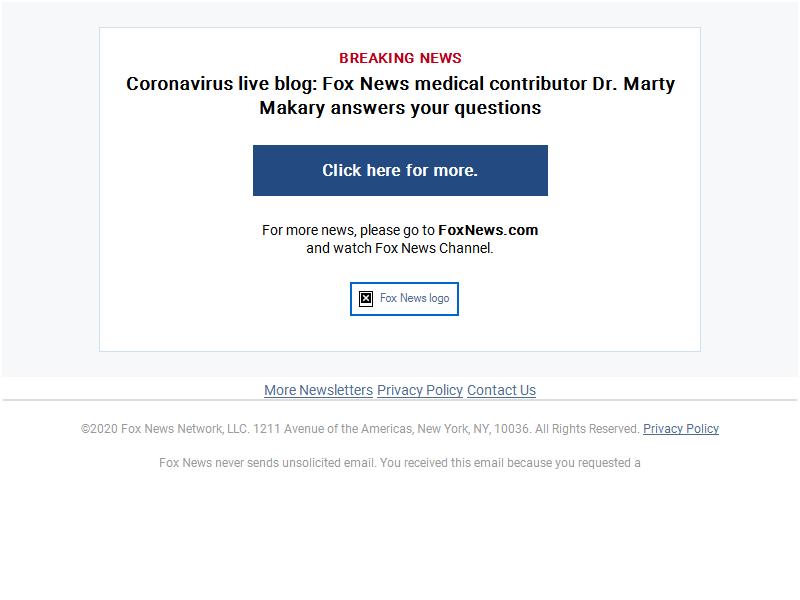 BREAKING NEWS
Coronavirus live blog: Fox News medical contributor Dr. Marty
Makary answers your questions
Click here for more.
For more news, please go to FoxNews.com
and watch Fox News Channel.
Fox News logo
More Newsletters Privacy Policy Contact Us
©2020 Fox News Network, LLC. 1211 Avenue of the Americas, New York, NY, 10036. All Rights Reserved. Privacy Policy
Fox News never sends unsolicited email. You received this email because you requested a